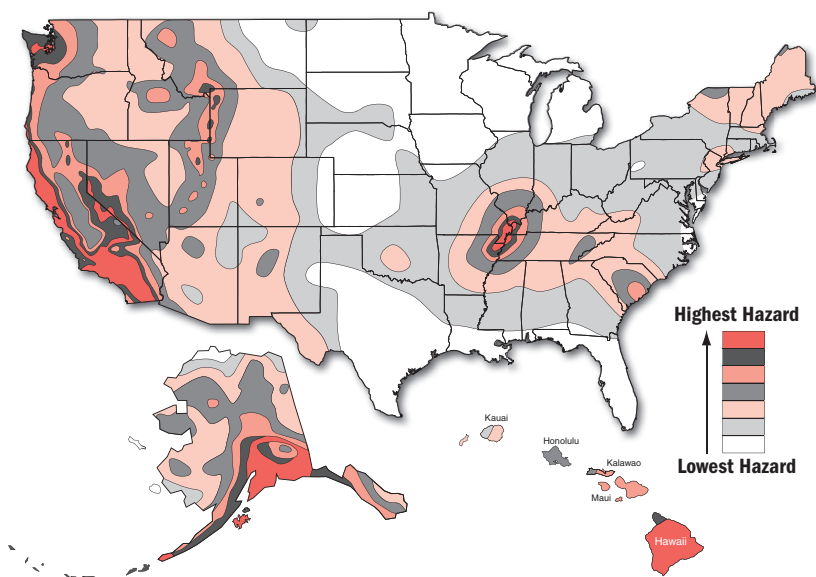 Highest Hazard
Lowest Hazard
Kauai
Honolulu
Kalawao
Maui
Hawaii